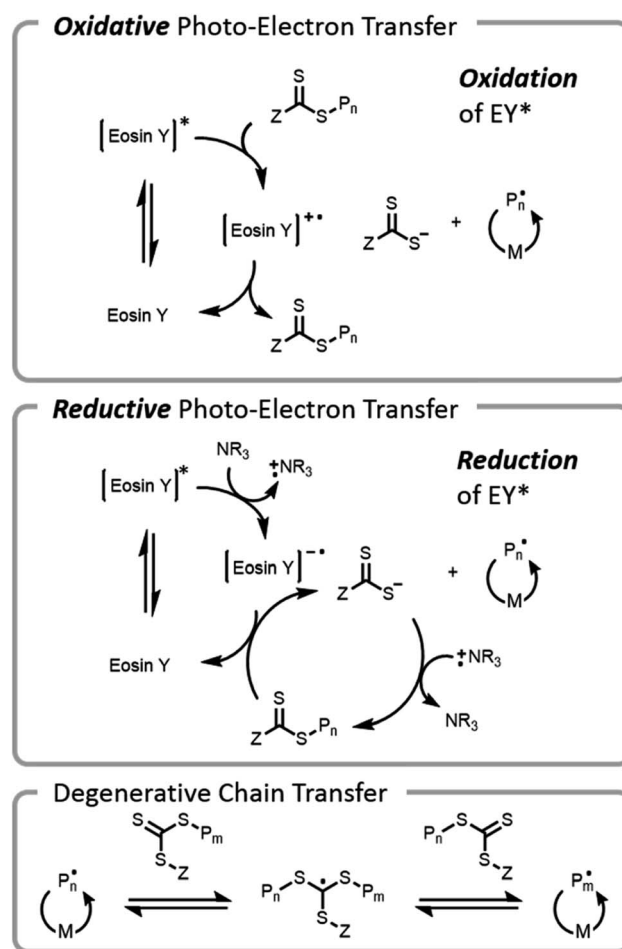 Oxidative Photo-Electron Transfer
S
Z
S
Pn
Oxidation
of EY*
[Eosin Y]*
[Eosin Y]+•
S
Z
S−
+
Pn•
M
Eosin Y
S
Z
S
Pn
Reductive Photo-Electron Transfer
NR3
+•NR3
Reduction
of EY*
[Eosin Y]*
[Eosin Y]−•
S
Z
S−
+
Pn•
M
Eosin Y
+•NR3
NR3
S
Z
S
Pn
Degenerative Chain Transfer
S
S
Pm
S
Z
Pn
S
S
S
Z
Pn•
M
Pn
S
•
S
Pm
S
Z
Pm•
M